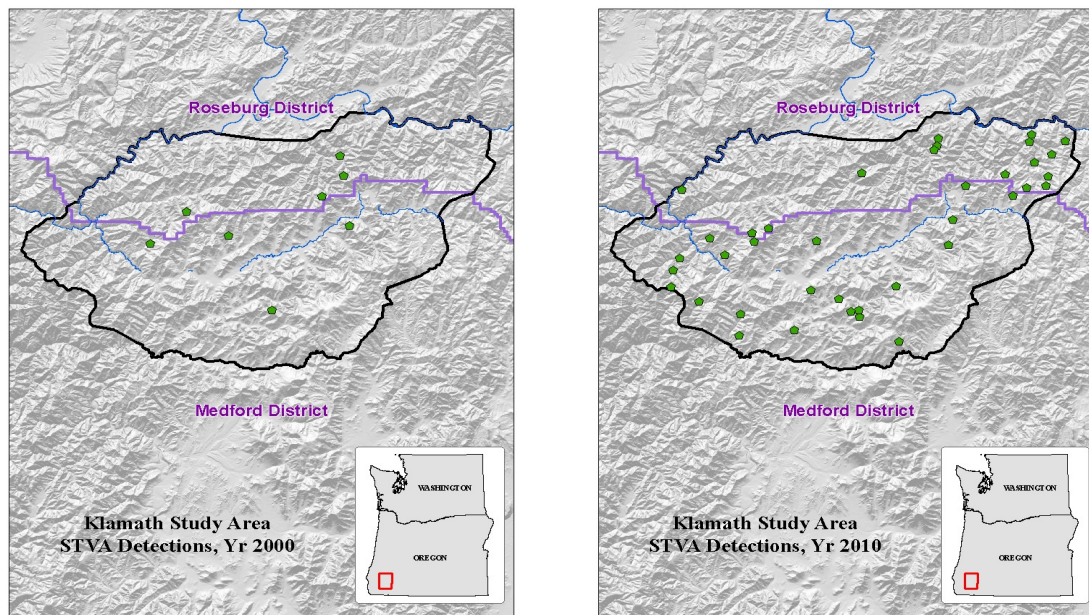 Roseburg District
Medford District
WASHINGTON
OREGON
Klamath Study Area
STVA Detections, Yr 2000
Roseburg District
Medford District
WASHINGTON
OREGON
Klamath Study Area
STVA Detections, Yr 2010